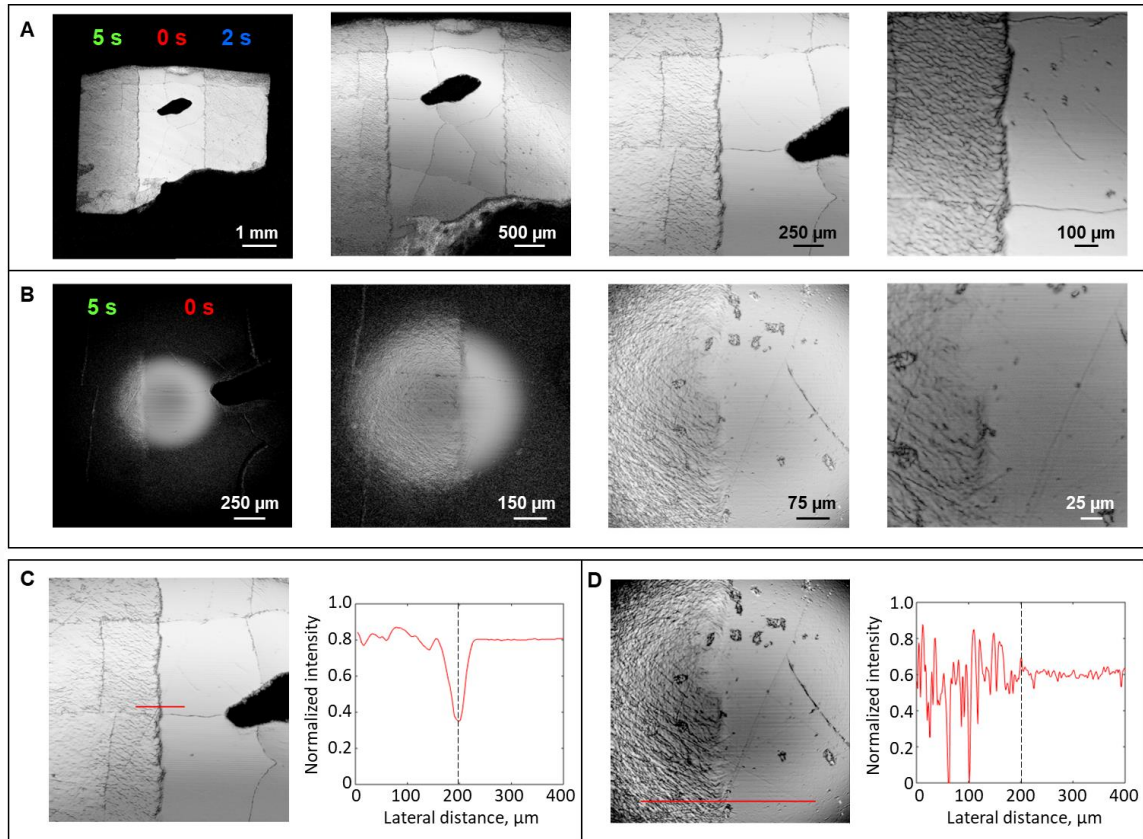 A
5 s 0 s 2 s
1 mm
500 µm
250 µm
100 µm
B
5 s 0 s
250 µm
150 µm
75 µm
25 µm
C
Normalized intensity
1.0
0.8
0.6
0.4
0.2
0
0 100 200 300 400
Lateral distance, µm
D
Normalized intensity
1.0
0.8
0.6
0.4
0.2
0
0 100 200 300 400
Lateral distance, µm